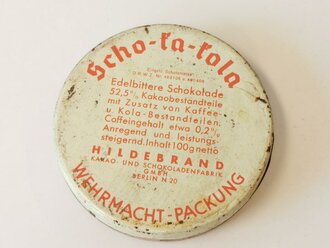 Scho-ka-kola
Edelbittere Schokolade
52,5% Kakaobestandteile
mit Zusatz von Kaffee-
u. Kola-Bestandteilen.
Coffeingehalt etwa 0,2%
Anregend und leistungs-
steigernd. Inhalt 100g netto
HILDEBRAND
KAKAO- UND SCHOKOLADENFABRIK
GMBH
BERLIN N 20
WEHRMACHT-PACKUNG